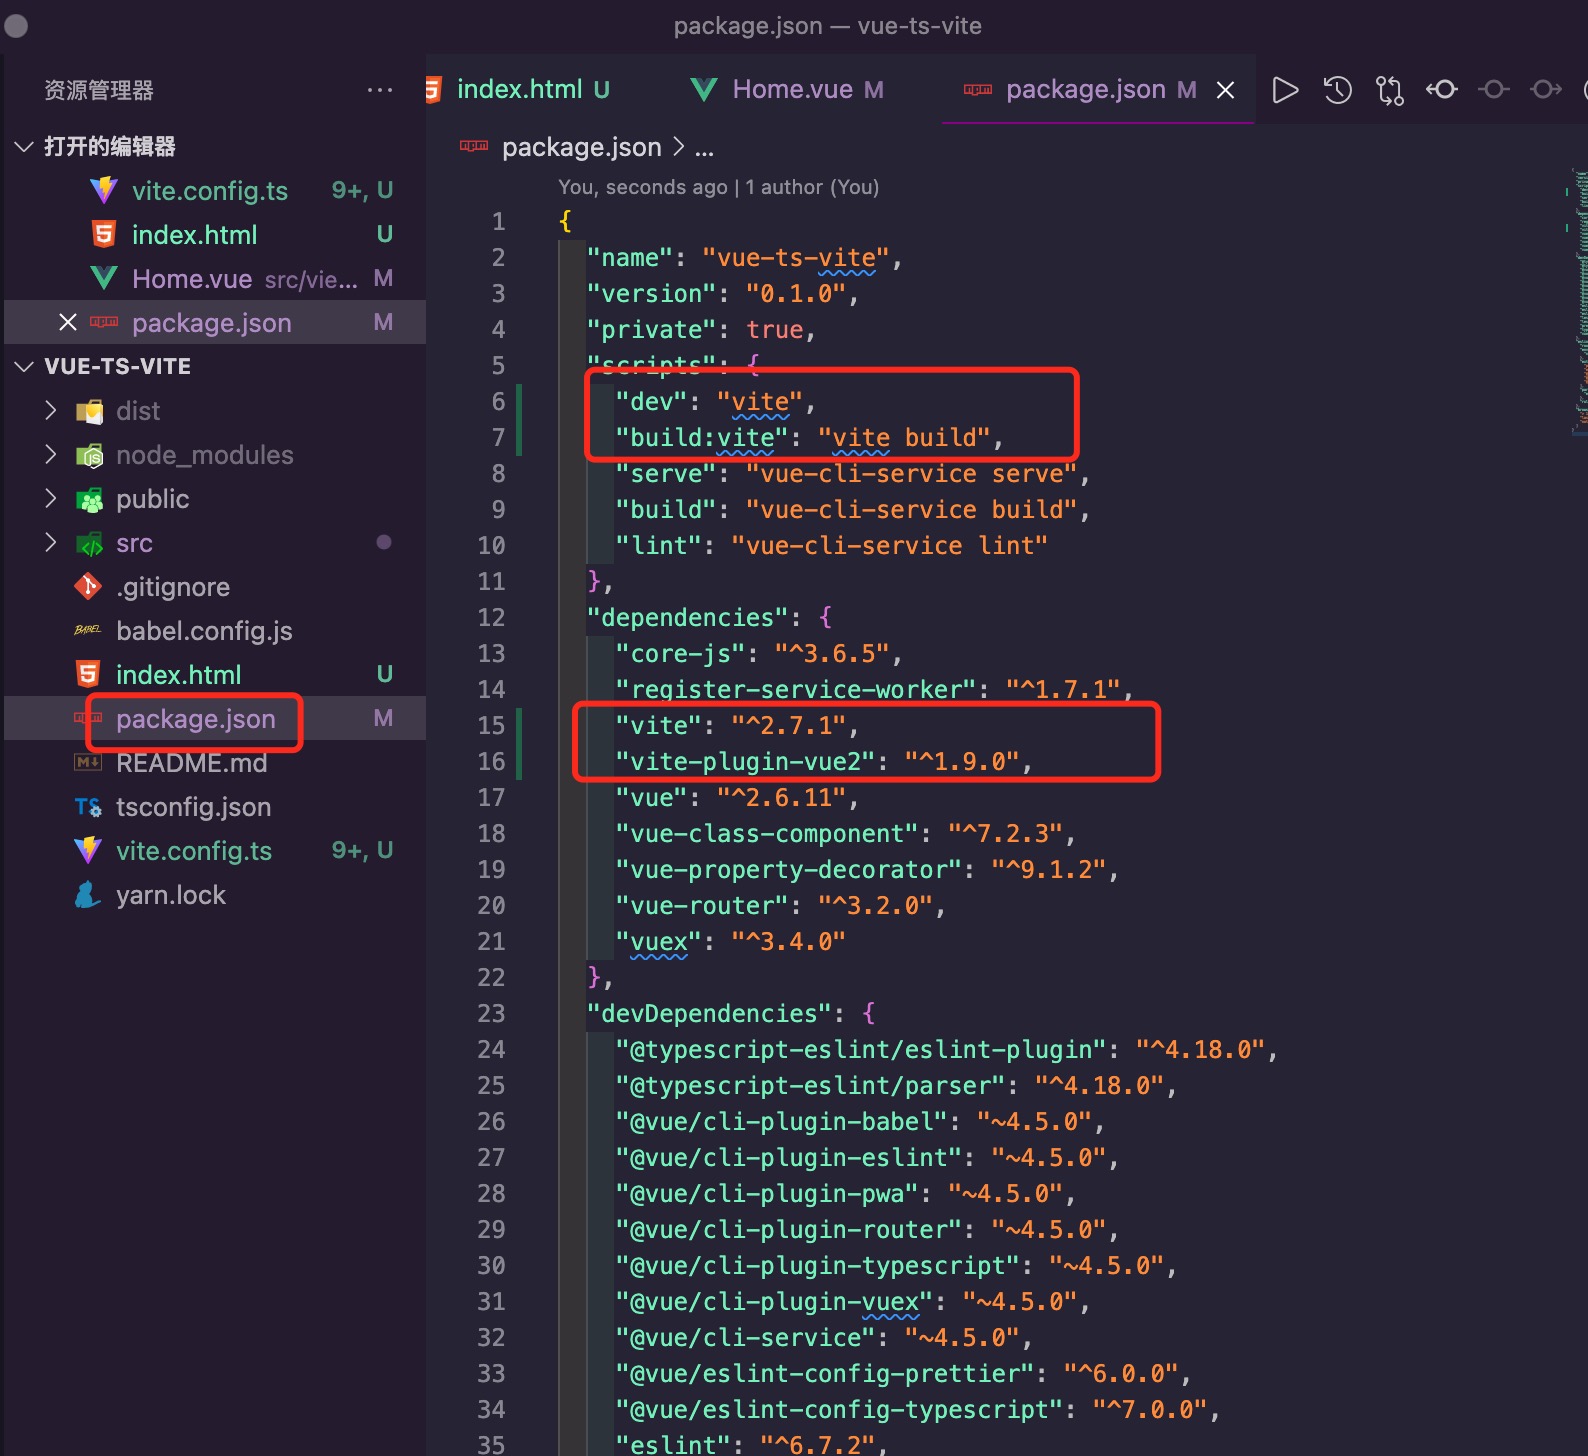 package.json — vue-ts-vite
资源管理器 ···
打开的编辑器
vite.config.ts 9+, U
index.html U
Home.vue src/vie... M
package.json M
VUE-TS-VITE
dist
node_modules
public
src
.gitignore
babel.config.js
index.html U
package.json M
README.md
tsconfig.json
vite.config.ts 9+, U
yarn.lock
index.html U Home.vue M package.json M
package.json > ...
You, seconds ago | 1 author (You)
1 {
2 "name": "vue-ts-vite",
3 "version": "0.1.0",
4 "private": true,
5 "scripts": {
6 "dev": "vite",
7 "build:vite": "vite build",
8 "serve": "vue-cli-service serve",
9 "build": "vue-cli-service build",
10 "lint": "vue-cli-service lint"
11 },
12 "dependencies": {
13 "core-js": "^3.6.5",
14 "register-service-worker": "^1.7.1",
15 "vite": "^2.7.1",
16 "vite-plugin-vue2": "^1.9.0",
17 "vue": "^2.6.11",
18 "vue-class-component": "^7.2.3",
19 "vue-property-decorator": "^9.1.2",
20 "vue-router": "^3.2.0",
21 "vuex": "^3.4.0"
22 },
23 "devDependencies": {
24 "@typescript-eslint/eslint-plugin": "^4.18.0",
25 "@typescript-eslint/parser": "^4.18.0",
26 "@vue/cli-plugin-babel": "~4.5.0",
27 "@vue/cli-plugin-eslint": "~4.5.0",
28 "@vue/cli-plugin-pwa": "~4.5.0",
29 "@vue/cli-plugin-router": "~4.5.0",
30 "@vue/cli-plugin-typescript": "~4.5.0",
31 "@vue/cli-plugin-vuex": "~4.5.0",
32 "@vue/cli-service": "~4.5.0",
33 "@vue/eslint-config-prettier": "^6.0.0",
34 "@vue/eslint-config-typescript": "^7.0.0",
35 "eslint": "^6.7.2",